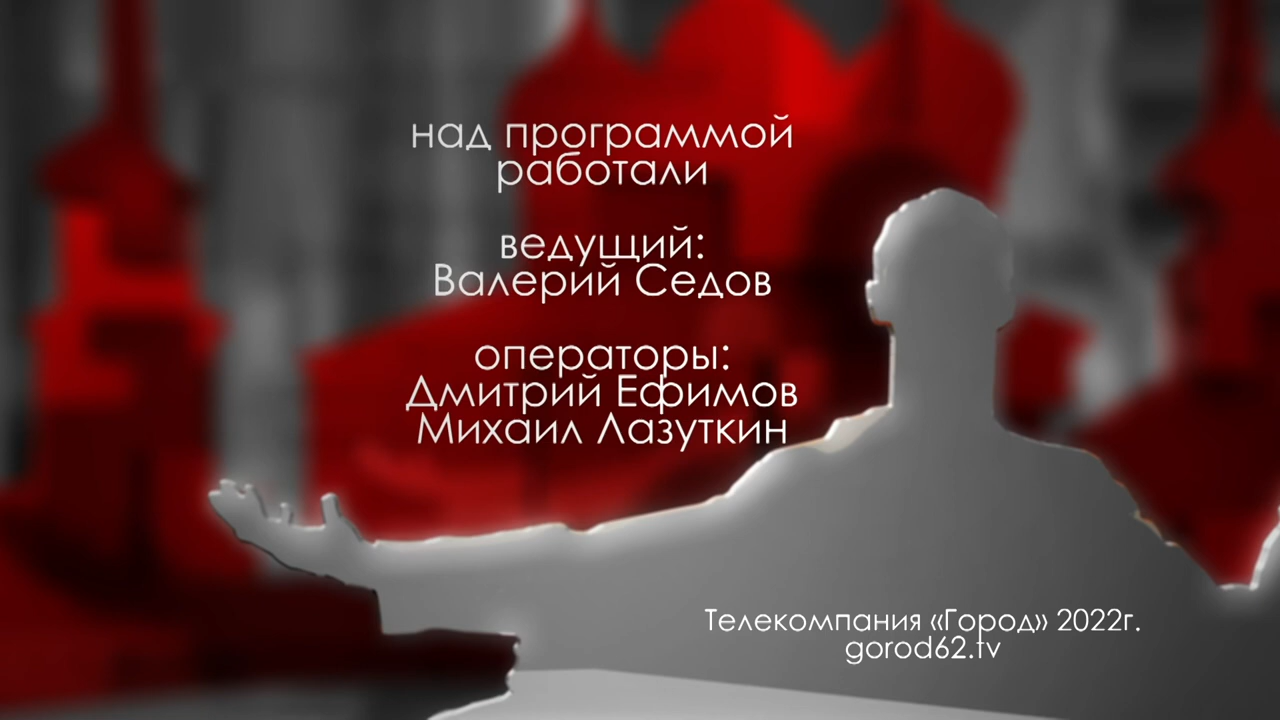 над программой
работали
ведущий:
Валерий Седов
операторы:
Дмитрий Ефимов
Михаил Лазуткин
Телекомпания «Город» 2022г.
gorod62.tv